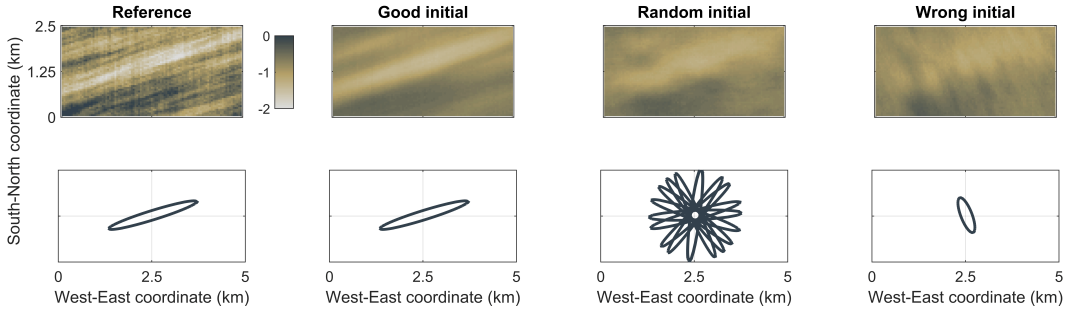 Reference
Good initial
Random initial
Wrong initial
2.5
1.25
0
0
-1
-2
South-North coordinate (km)
0
2.5
5
0
2.5
5
0
2.5
5
0
2.5
5
West-East coordinate (km)
West-East coordinate (km)
West-East coordinate (km)
West-East coordinate (km)